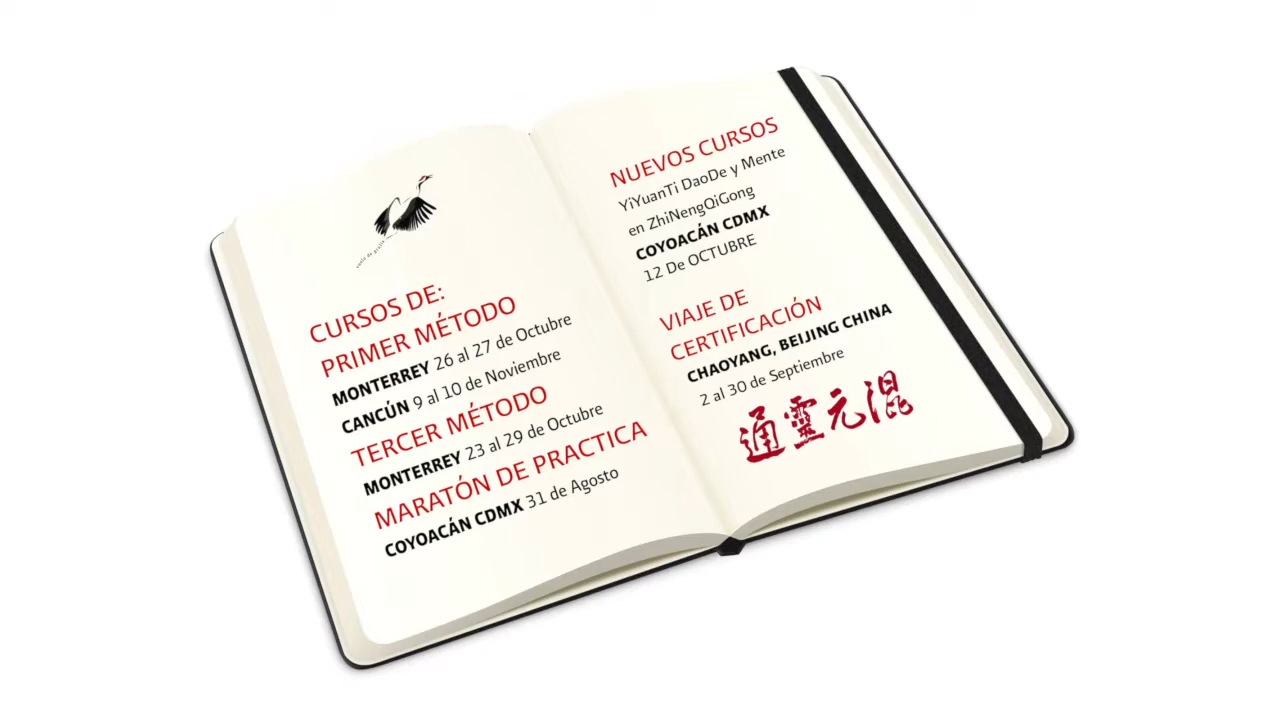 vuelo de grulla
CURSOS DE:
PRIMER MÉTODO
MONTERREY 26 al 27 de Octubre
CANCÚN 9 al 10 de Noviembre
TERCER MÉTODO
MONTERREY 23 al 29 de Octubre
MARATÓN DE PRACTICA
COYOACÁN CDMX 31 de Agosto
NUEVOS CURSOS
YiYuanTi DaoDe y Mente
en ZhiNengQiGong
COYOACÁN CDMX
12 De OCTUBRE
VIAJE DE
CERTIFICACIÓN
CHAOYANG, BEIJING CHINA
2 al 30 de Septiembre
通靈元混